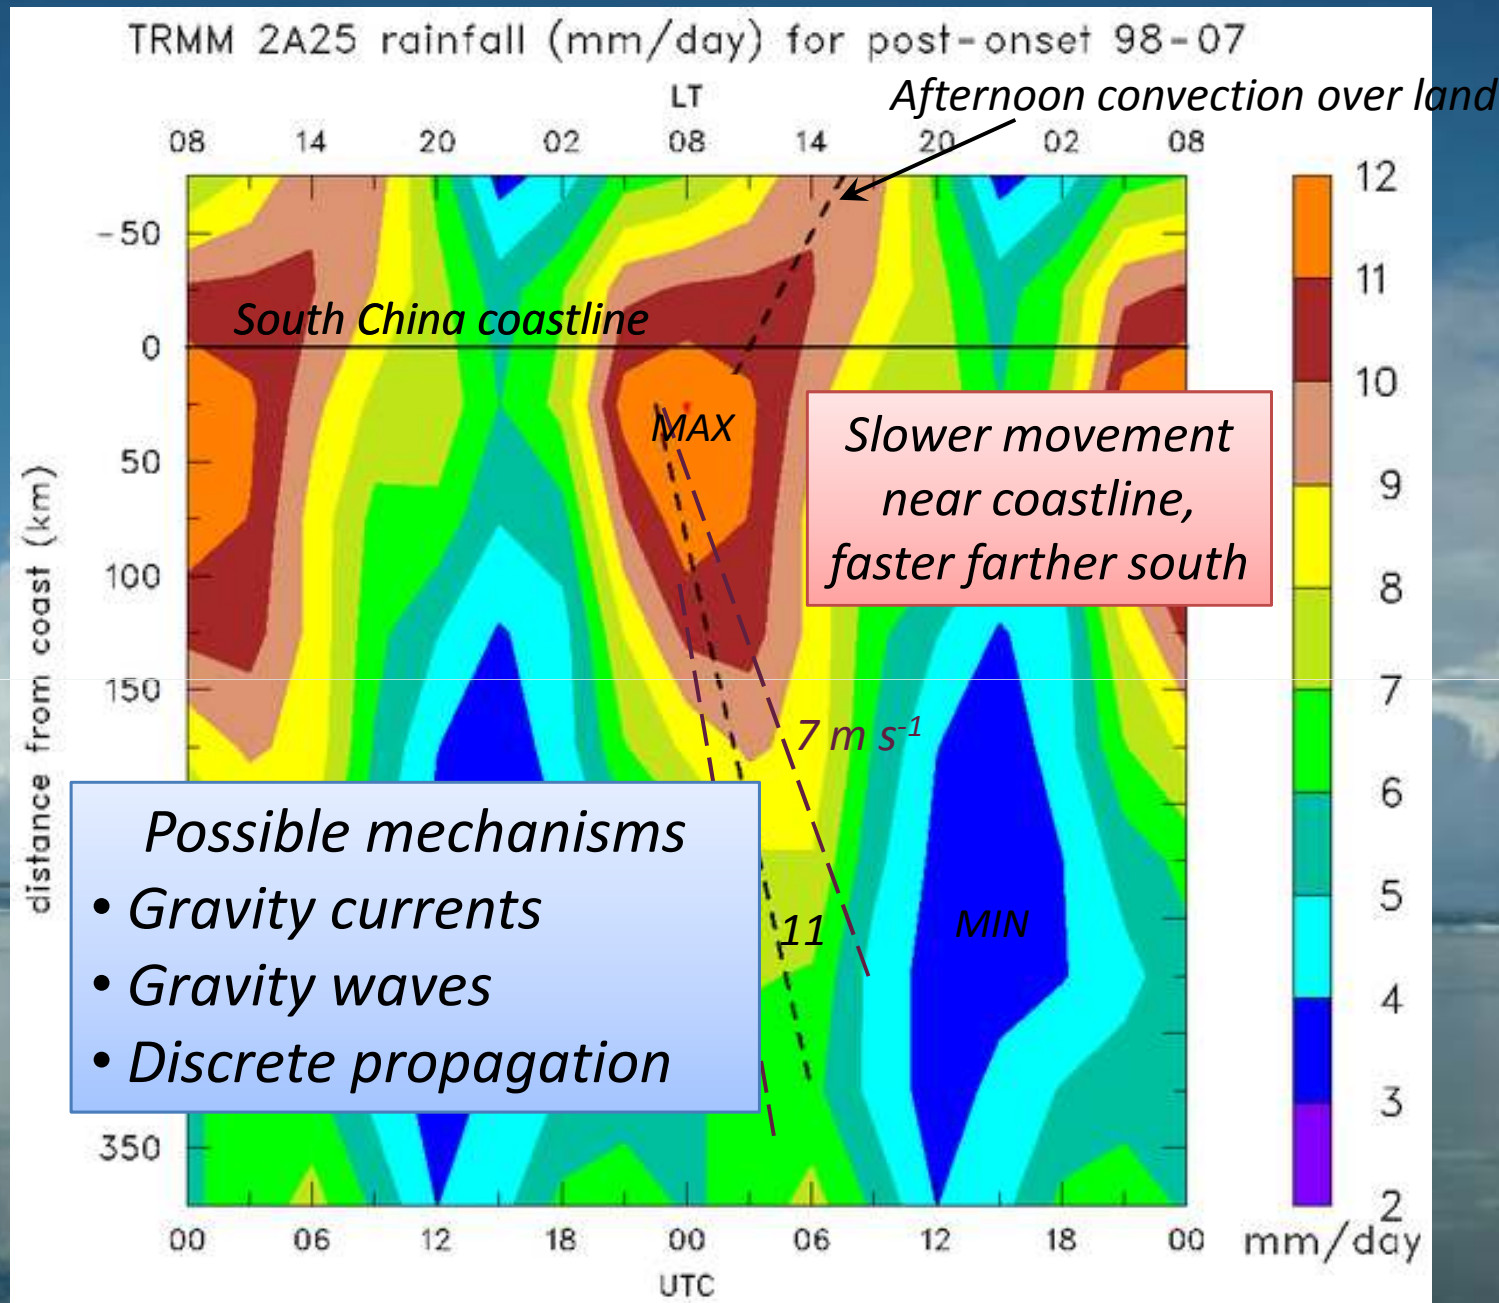 TRMM 2A25 rainfall (mm/day) for post-onset 98-07
LT
Afternoon convection over land
08 14 20 02 08 14 20 02 08
12
11
10
9
8
7
6
5
4
3
2
mm/day
-50
0
50
100
150
350
distance from coast (km)
South China coastline
MAX
Slower movement
near coastline,
faster farther south
7 m s-1
11
MIN
Possible mechanisms
• Gravity currents
• Gravity waves
• Discrete propagation
00 06 12 18 00 06 12 18 00
UTC